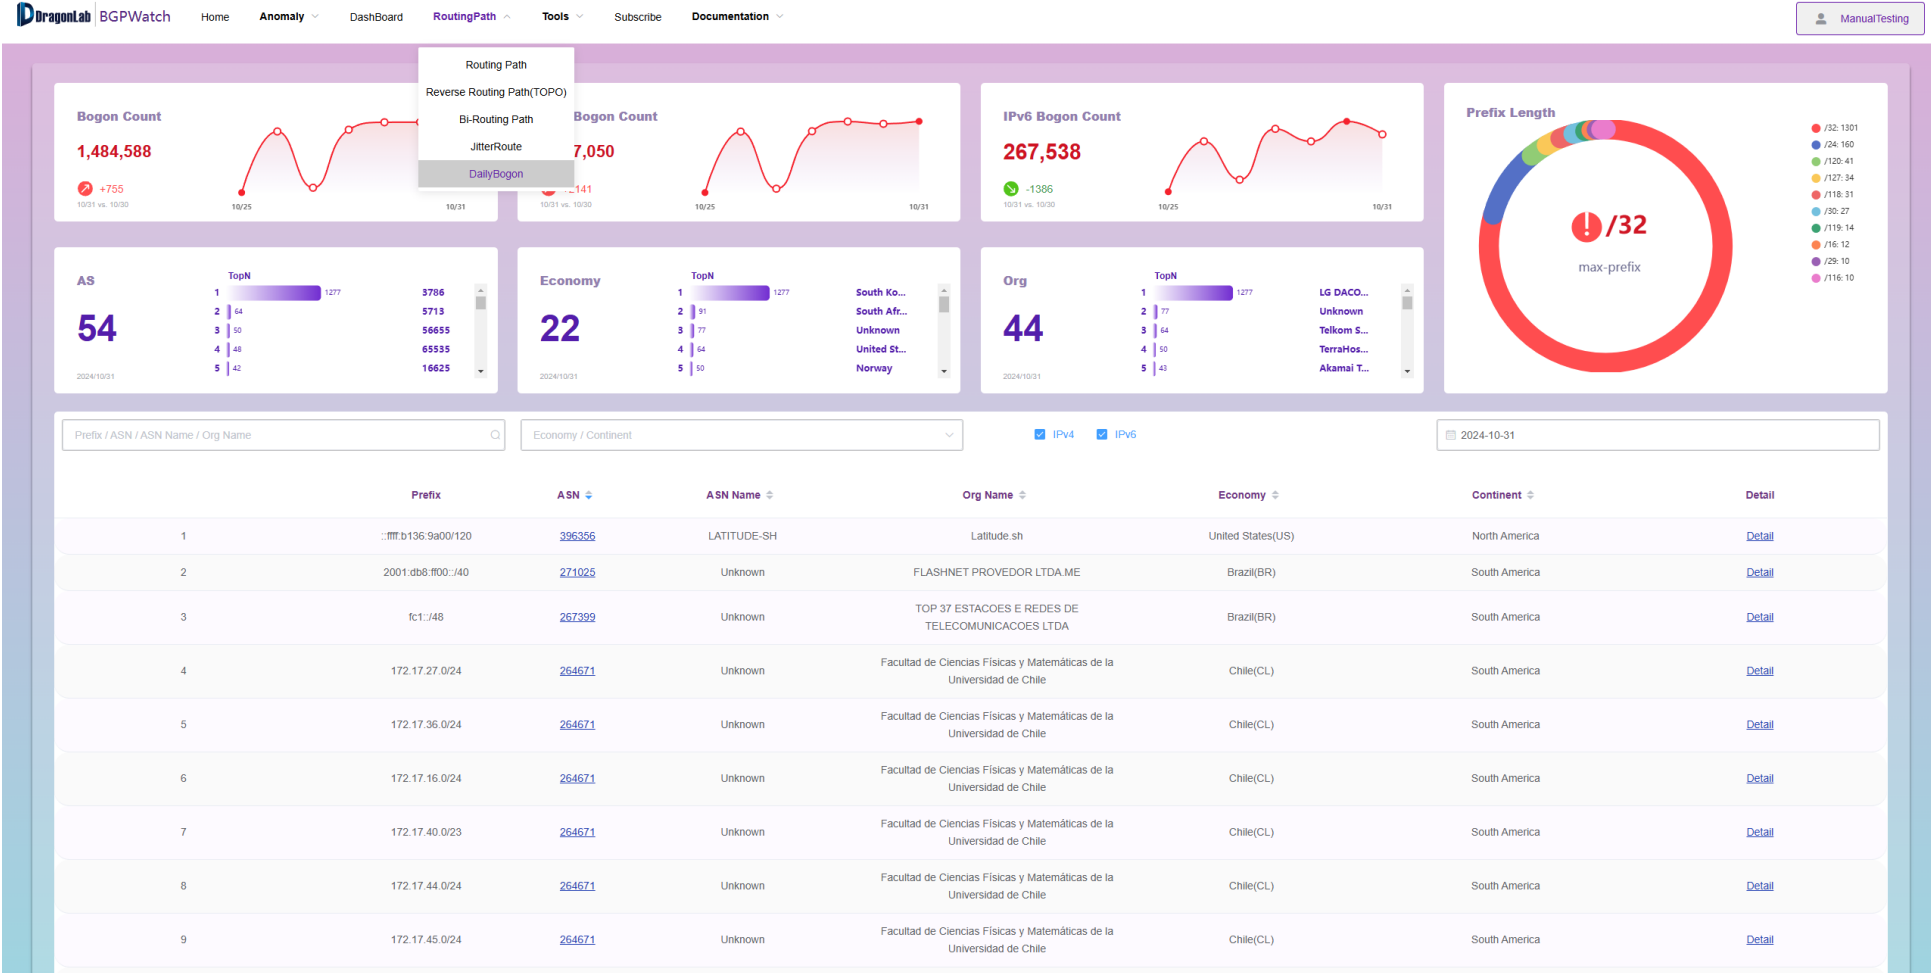 DragonLab BGPWatch Home Anomaly DashBoard RoutingPath Tools Subscribe Documentation ManualTesting
Routing Path
Reverse Routing Path(TOPO)
Bi-Routing Path
JitterRoute
DailyBogon
Bogon Count
1,484,588
+755
10/31 vs. 10/30
10/25 10/31
Bogon Count
7,050
2141
10/31 vs. 10/30
10/25 10/31
IPv6 Bogon Count
267,538
-1386
10/31 vs. 10/30
10/25 10/31
Prefix Length
/32
max-prefix
/32: 1301
/24: 160
/120: 41
/127: 34
/118: 31
/30: 27
/119: 14
/16: 12
/29: 10
/116: 10
AS
54
2024/10/31
TopN
1 1277 3786
2 64 5713
3 50 56655
4 48 65535
5 42 16625
Economy
22
2024/10/31
TopN
1 1277 South Ko...
2 91 South Afr...
3 77 Unknown
4 64 United St...
5 50 Norway
Org
44
2024/10/31
TopN
1 1277 LG DACO...
2 77 Unknown
3 64 Telkom S...
4 50 TerraHos...
5 43 Akamai T...
Prefix / ASN / ASN Name / Org Name Economy / Continent IPv4 IPv6 2024-10-31
Prefix ASN ASN Name Org Name Economy Continent Detail
1 ::ffff:b136:9a00/120 396356 LATITUDE-SH Latitude.sh United States(US) North America Detail
2 2001:db8:ff00::/40 271025 Unknown FLASHNET PROVEDOR LTDA.ME Brazil(BR) South America Detail
3 fc1::/48 267399 Unknown TOP 37 ESTACOES E REDES DE
TELECOMUNICACOES LTDA Brazil(BR) South America Detail
4 172.17.27.0/24 264671 Unknown Facultad de Ciencias Físicas y Matemáticas de la
Universidad de Chile Chile(CL) South America Detail
5 172.17.36.0/24 264671 Unknown Facultad de Ciencias Físicas y Matemáticas de la
Universidad de Chile Chile(CL) South America Detail
6 172.17.16.0/24 264671 Unknown Facultad de Ciencias Físicas y Matemáticas de la
Universidad de Chile Chile(CL) South America Detail
7 172.17.40.0/23 264671 Unknown Facultad de Ciencias Físicas y Matemáticas de la
Universidad de Chile Chile(CL) South America Detail
8 172.17.44.0/24 264671 Unknown Facultad de Ciencias Físicas y Matemáticas de la
Universidad de Chile Chile(CL) South America Detail
9 172.17.45.0/24 264671 Unknown Facultad de Ciencias Físicas y Matemáticas de la
Universidad de Chile Chile(CL) South America Detail